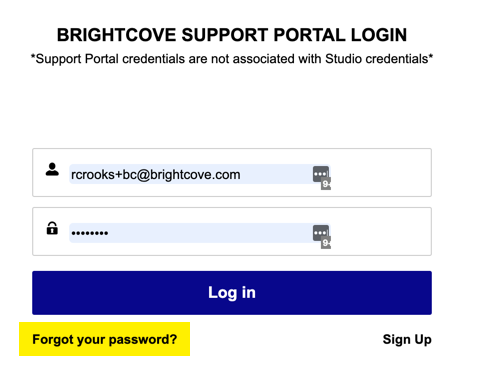 BRIGHTCOVE SUPPORT PORTAL LOGIN
*Support Portal credentials are not associated with Studio credentials*
rcrooks+bc@brightcove.com
••••••••
Log in
Forgot your password? Sign Up